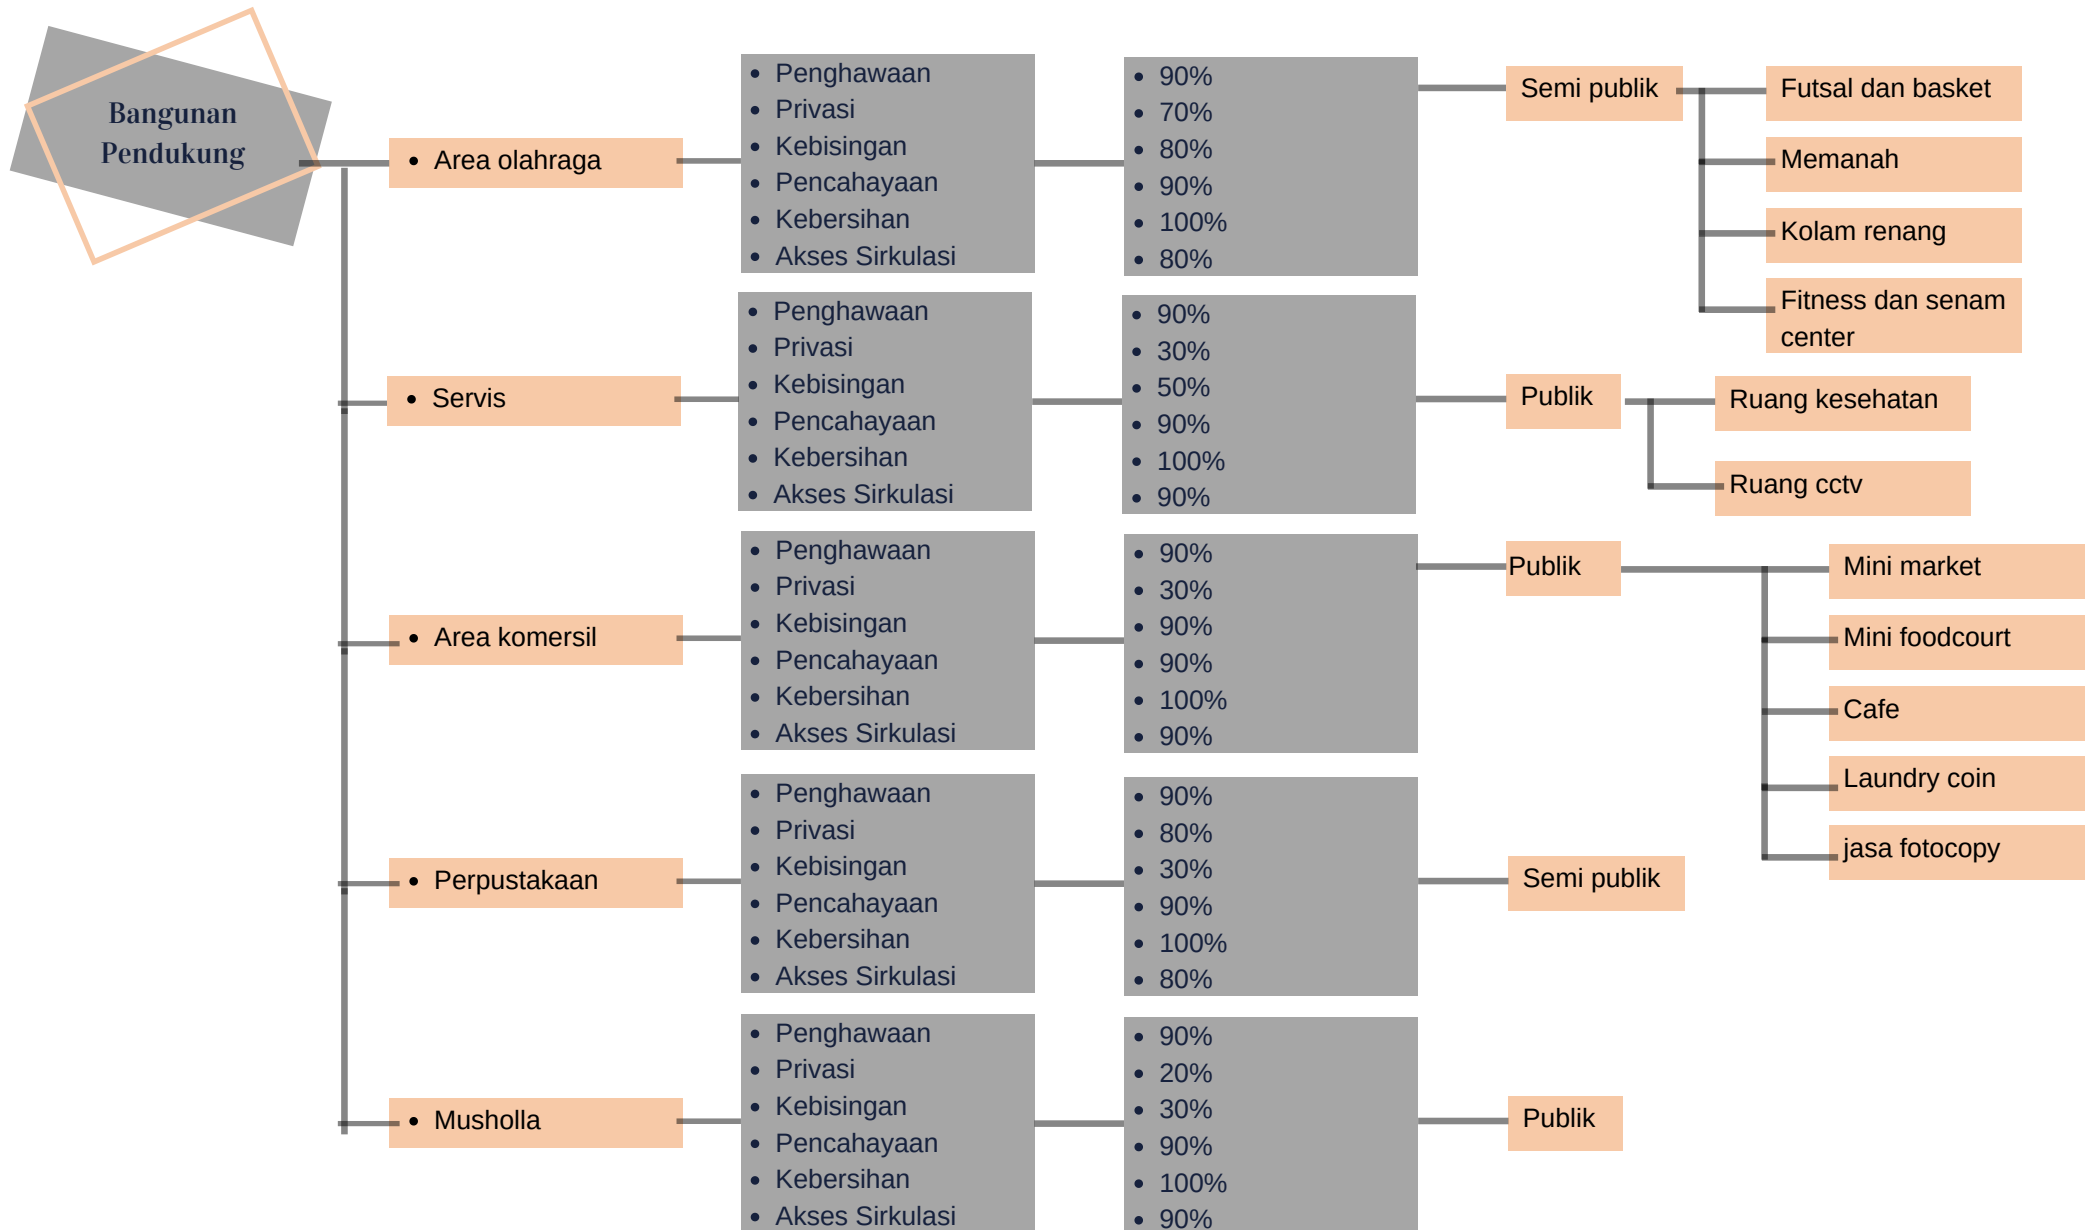 Bangunan
Pendukung
• Area olahraga
• Penghawaan
• Privasi
• Kebisingan
• Pencahayaan
• Kebersihan
• Akses Sirkulasi
• 90%
• 70%
• 80%
• 90%
• 100%
• 80%
Semi publik
Futsal dan basket
Memanah
Kolam renang
Fitness dan senam
center
• Servis
• Penghawaan
• Privasi
• Kebisingan
• Pencahayaan
• Kebersihan
• Akses Sirkulasi
• 90%
• 30%
• 50%
• 90%
• 100%
• 90%
Publik
Ruang kesehatan
Ruang cctv
• Area komersil
• Penghawaan
• Privasi
• Kebisingan
• Pencahayaan
• Kebersihan
• Akses Sirkulasi
• 90%
• 30%
• 90%
• 90%
• 100%
• 90%
Publik
Mini market
Mini foodcourt
Cafe
Laundry coin
jasa fotocopy
• Perpustakaan
• Penghawaan
• Privasi
• Kebisingan
• Pencahayaan
• Kebersihan
• Akses Sirkulasi
• 90%
• 80%
• 30%
• 90%
• 100%
• 80%
Semi publik
• Musholla
• Penghawaan
• Privasi
• Kebisingan
• Pencahayaan
• Kebersihan
• Akses Sirkulasi
• 90%
• 20%
• 30%
• 90%
• 100%
• 90%
Publik